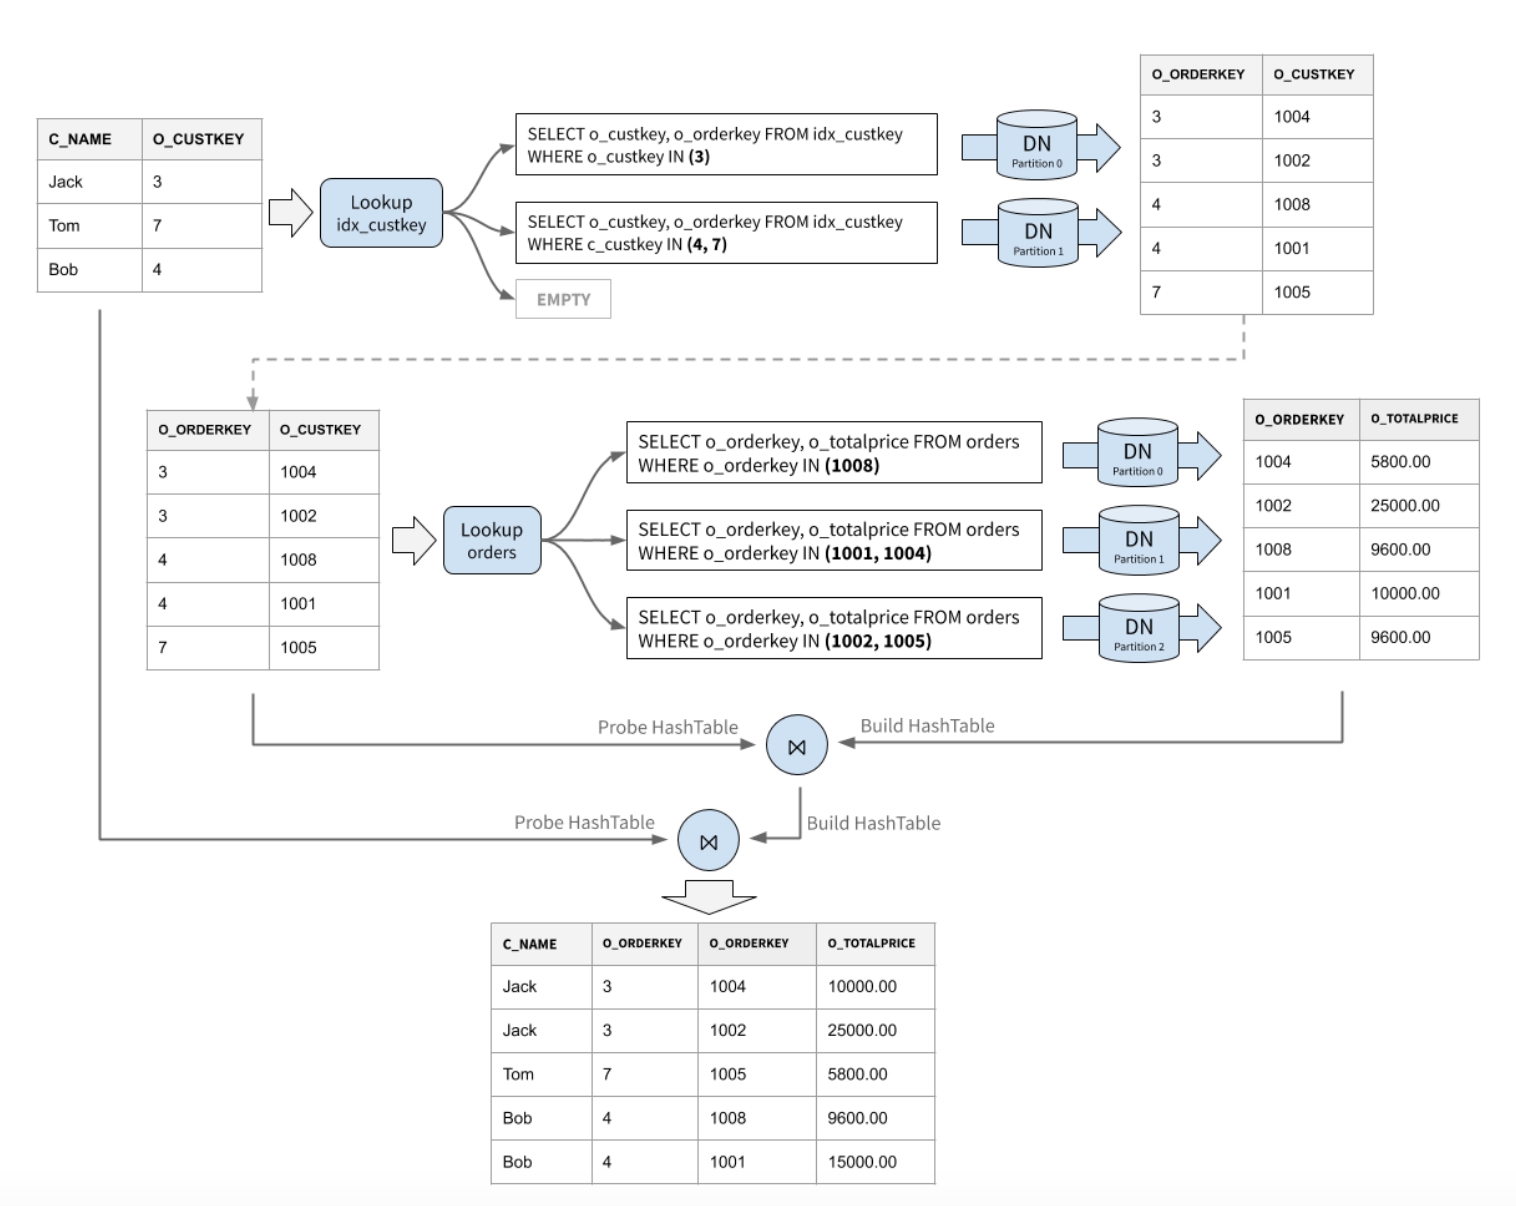 C_NAME O_CUSTKEY
Jack 3
Tom 7
Bob 4
Lookup
idx_custkey
SELECT o_custkey, o_orderkey FROM idx_custkey
WHERE o_custkey IN (3)
SELECT o_custkey, o_orderkey FROM idx_custkey
WHERE c_custkey IN (4, 7)
EMPTY
DN
Partition 0
DN
Partition 1
O_ORDERKEY O_CUSTKEY
3 1004
3 1002
4 1008
4 1001
7 1005
O_ORDERKEY O_CUSTKEY
3 1004
3 1002
4 1008
4 1001
7 1005
Lookup
orders
SELECT o_orderkey, o_totalprice FROM orders
WHERE o_orderkey IN (1008)
SELECT o_orderkey, o_totalprice FROM orders
WHERE o_orderkey IN (1001, 1004)
SELECT o_orderkey, o_totalprice FROM orders
WHERE o_orderkey IN (1002, 1005)
DN
Partition 0
DN
Partition 1
DN
Partition 2
O_ORDERKEY O_TOTALPRICE
1004 5800.00
1002 25000.00
1008 9600.00
1001 10000.00
1005 9600.00
Probe HashTable
⋈
Build HashTable
Probe HashTable
⋈
Build HashTable
C_NAME O_ORDERKEY O_ORDERKEY O_TOTALPRICE
Jack 3 1004 10000.00
Jack 3 1002 25000.00
Tom 7 1005 5800.00
Bob 4 1008 9600.00
Bob 4 1001 15000.00